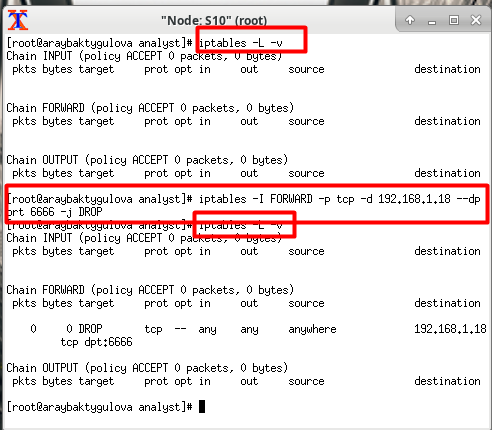 "Node: S10" (root)
[root@araybaktygulova analyst]# iptables -L -v
Chain INPUT (policy ACCEPT 0 packets, 0 bytes)
pkts bytes target prot opt in out source destination
Chain FORWARD (policy ACCEPT 0 packets, 0 bytes)
pkts bytes target prot opt in out source destination
Chain OUTPUT (policy ACCEPT 0 packets, 0 bytes)
pkts bytes target prot opt in out source destination
[root@araybaktygulova analyst]# iptables -I FORWARD -p tcp -d 192.168.1.18 --dp
ort 6666 -j DROP
[root@araybaktygulova analyst]# iptables -L -v
Chain INPUT (policy ACCEPT 0 packets, 0 bytes)
pkts bytes target prot opt in out source destination
Chain FORWARD (policy ACCEPT 0 packets, 0 bytes)
pkts bytes target prot opt in out source destination
0 0 DROP tcp -- any any anywhere 192.168.1.18
tcp dpt:6666
Chain OUTPUT (policy ACCEPT 0 packets, 0 bytes)
pkts bytes target prot opt in out source destination
[root@araybaktygulova analyst]#